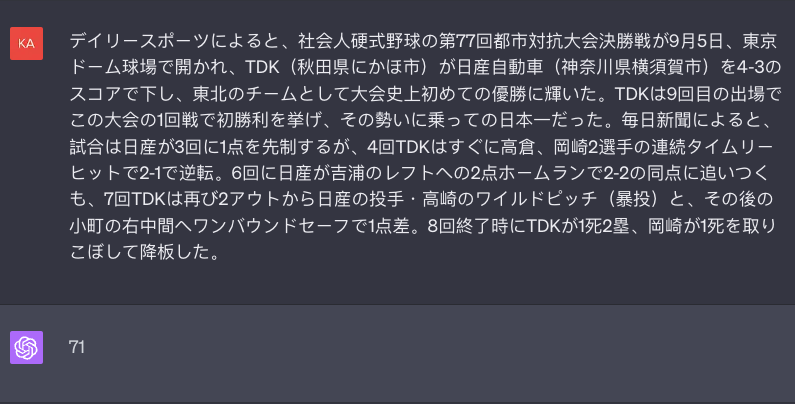 KA
デイリースポーツによると、社会人硬式野球の第77回都市対抗大会決勝戦が9月5日、東京
ドーム球場で開かれ、TDK（秋田県にかほ市）が日産自動車（神奈川県横須賀市）を4-3の
スコアで下し、東北のチームとして大会史上初めての優勝に輝いた。TDKは9回目の出場で
この大会の1回戦で初勝利を挙げ、その勢いに乗っての日本一だった。毎日新聞によると、
試合は日産が3回に1点を先制するが、4回TDKはすぐに高倉、岡崎2選手の連続タイムリー
ヒットで2-1で逆転。6回に日産が吉浦のレフトへの2点ホームランで2-2の同点に追いつく
も、7回TDKは再び2アウトから日産の投手・高崎のワイルドピッチ（暴投）と、その後の
小町の右中間へワンバウンドセーフで1点差。8回終了時にTDKが1死2塁、岡崎が1死を取り
こぼして降板した。
71